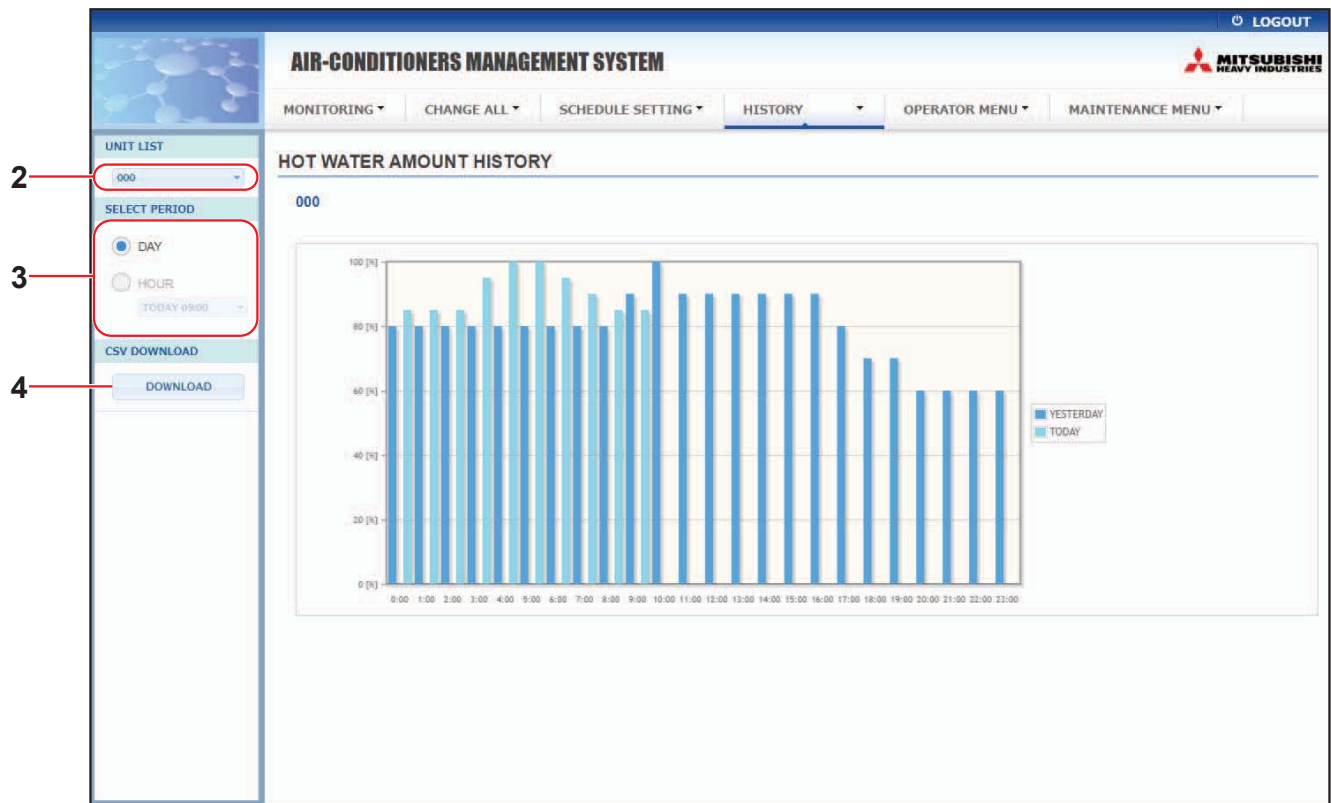 LOGOUT
AIR-CONDITIONERS MANAGEMENT SYSTEM
MITSUBISHI
HEAVY INDUSTRIES
MONITORING CHANGE ALL SCHEDULE SETTING HISTORY OPERATOR MENU MAINTENANCE MENU
UNIT LIST
HOT WATER AMOUNT HISTORY
2
000
SELECT PERIOD
000
DAY
3
HOUR
TODAY 09:00
CSV DOWNLOAD
4
DOWNLOAD
100 [%]
80 [%]
60 [%]
40 [%]
20 [%]
0 [%]
0:00 1:00 2:00 3:00 4:00 5:00 6:00 7:00 8:00 9:00 10:00 11:00 12:00 13:00 14:00 15:00 16:00 17:00 18:00 19:00 20:00 21:00 22:00 23:00
YESTERDAY
TODAY